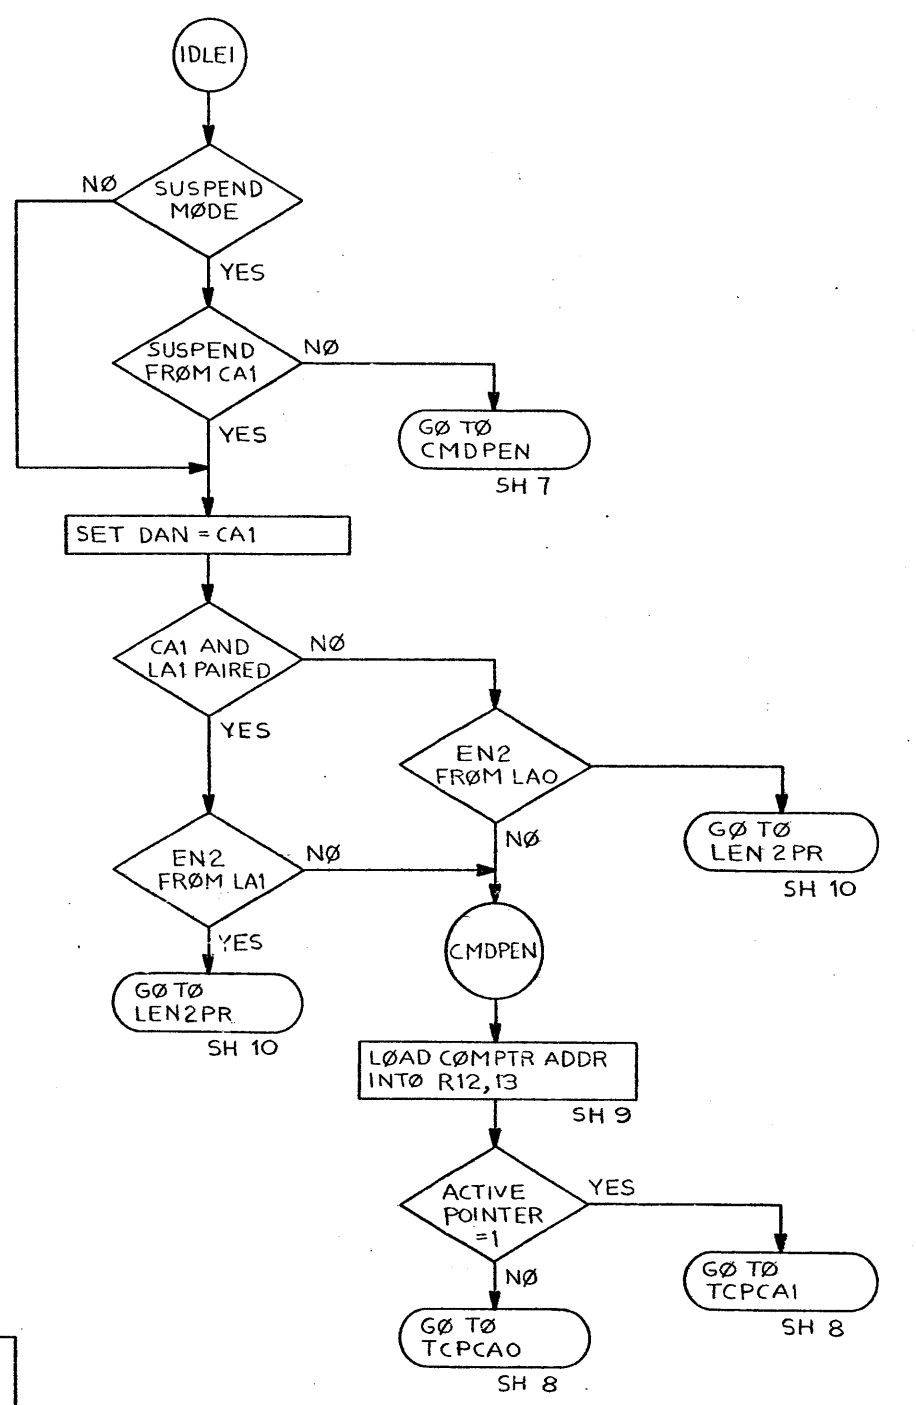 IDLE1
NØ
SUSPEND
MØDE
YES
SUSPEND
FRØM CA1
NØ
YES
GØ TØ
CMDPEN
SH 7
SET DAN = CA1
CA1 AND
LA1 PAIRED
NØ
YES
EN2
FRØM LA0
NØ
GØ TØ
LEN2PR
SH 10
EN2
FRØM LA1
NØ
YES
GØ TØ
LEN2PR
SH 10
CMDPEN
LØAD CØMPTR ADDR
INTØ R12,13
SH 9
ACTIVE
POINTER
=1
YES
NØ
GØ TØ
TCPCA1
SH 8
GØ TØ
TCPCA0
SH 8